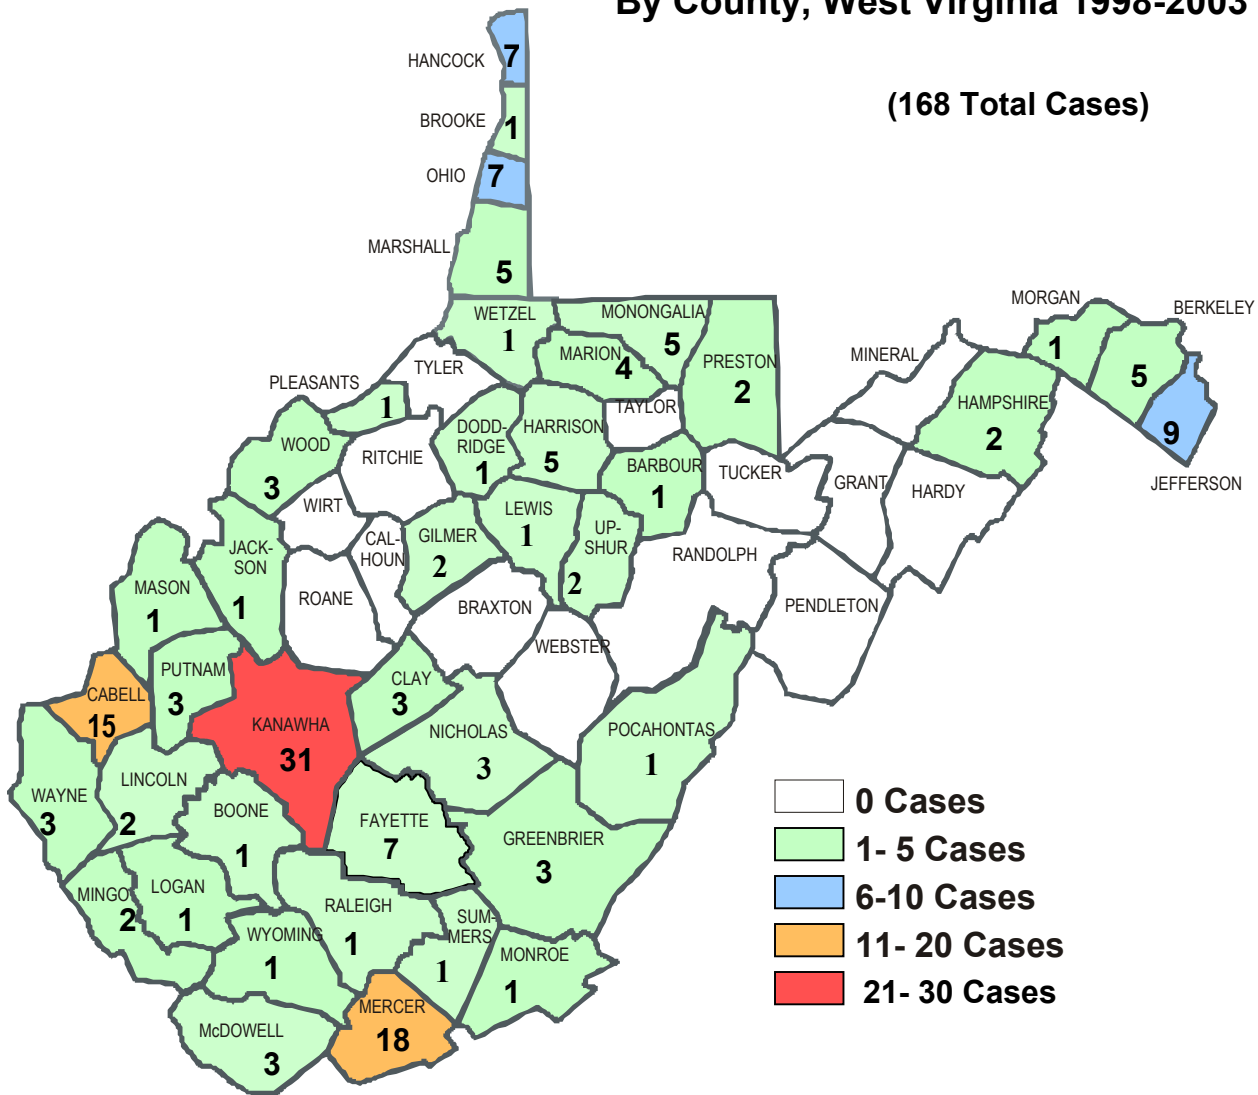 By County, West Virginia 1998-2003
(168 Total Cases)
HANCOCK
7
BROOKE
1
OHIO
7
MARSHALL
5
WETZEL
1
MONONGALIA
5
MARION
4
PRESTON
2
MORGAN
1
BERKELEY
5
MINERAL
HAMPSHIRE
2
9
JEFFERSON
TYLER
PLEASANTS
1
TAYLOR
WOOD
3
RITCHIE
DODD-
RIDGE
1
HARRISON
5
BARBOUR
1
TUCKER
GRANT
HARDY
WIRT
CAL-
HOUN
GILMER
2
LEWIS
1
UP-
SHUR
2
RANDOLPH
JACK-
SON
1
MASON
1
ROANE
BRAXTON
PENDLETON
WEBSTER
PUTNAM
3
CLAY
3
CABELL
15
KANAWHA
31
NICHOLAS
3
POCAHONTAS
1
WAYNE
3
LINCOLN
2
BOONE
1
FAYETTE
7
GREENBRIER
3
MINGO
2
LOGAN
1
RALEIGH
1
SUM-
MERS
1
WYOMING
1
MONROE
1
MERCER
18
McDOWELL
3
0 Cases
1- 5 Cases
6-10 Cases
11- 20 Cases
21- 30 Cases